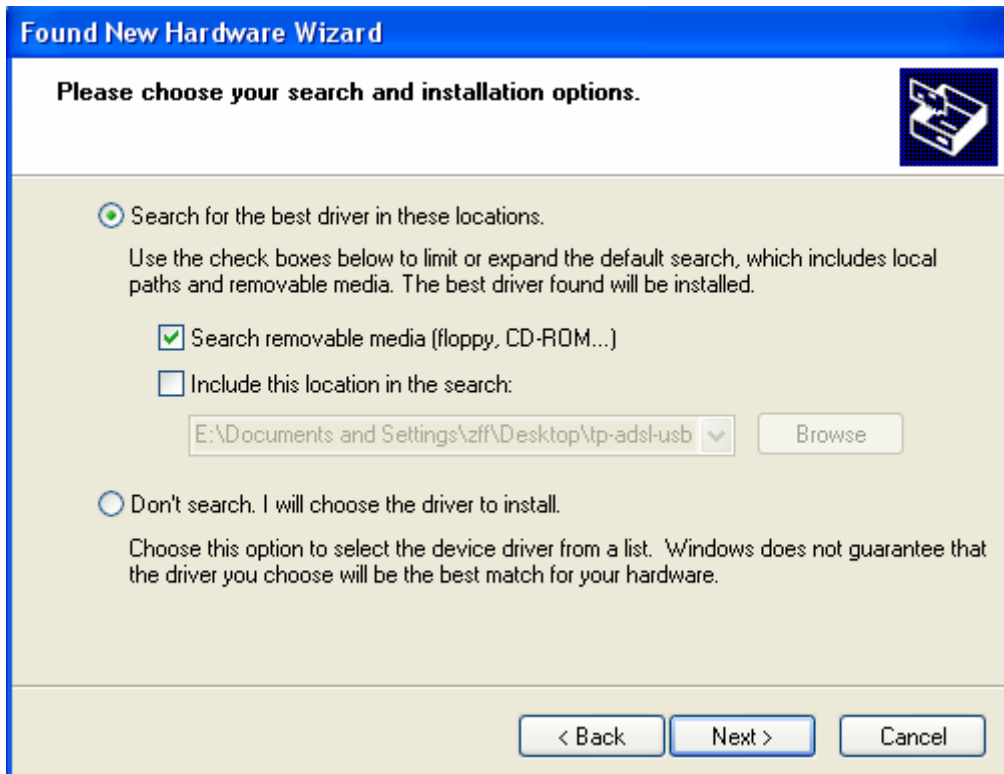 Found New Hardware Wizard
Please choose your search and installation options.
Search for the best driver in these locations.
Use the check boxes below to limit or expand the default search, which includes local
paths and removable media. The best driver found will be installed.
Search removable media (floppy, CD-ROM...)
Include this location in the search:
E:\Documents and Settings\zff\Desktop\tp-adsl-usb
Browse
Don't search. I will choose the driver to install.
Choose this option to select the device driver from a list.  Windows does not guarantee that
the driver you choose will be the best match for your hardware.
< Back Next > Cancel